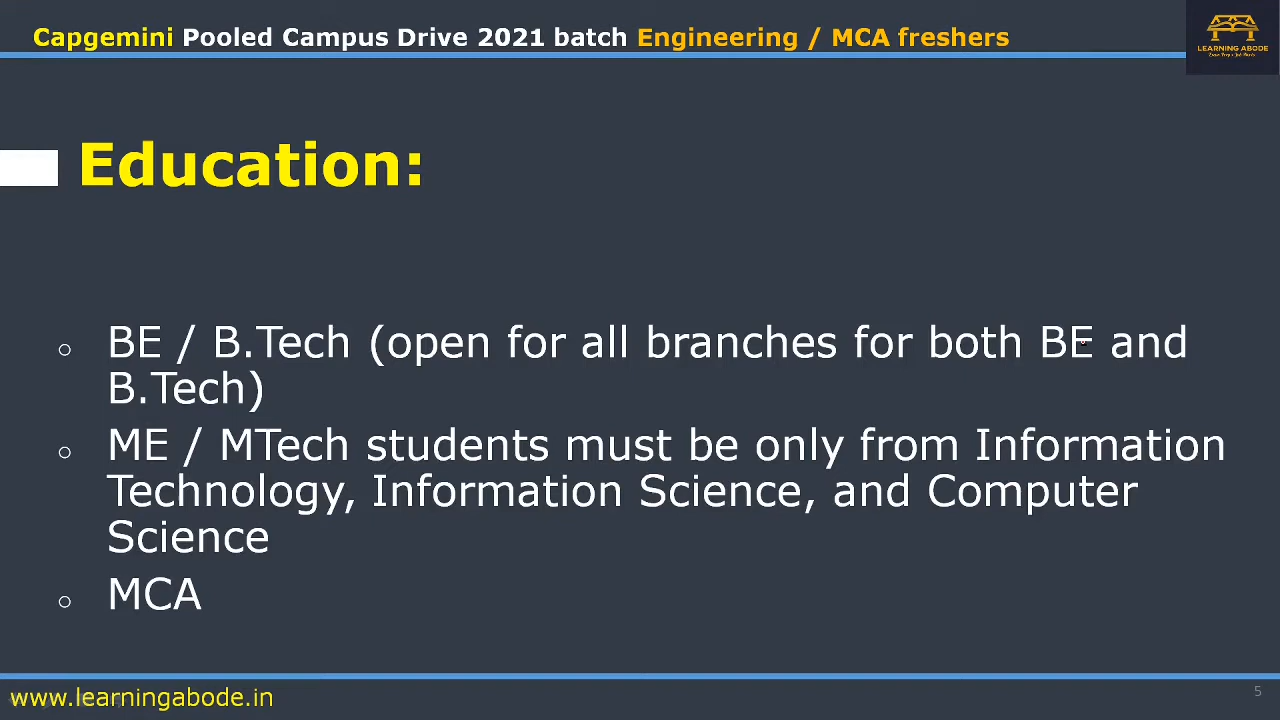 Capgemini Pooled Campus Drive 2021 batch Engineering / MCA freshers
LEARNING ABODE
Education:
BE / B.Tech (open for all branches for both BE and
B.Tech)
ME / MTech students must be only from Information
Technology, Information Science, and Computer
Science
MCA
www.learningabode.in
5